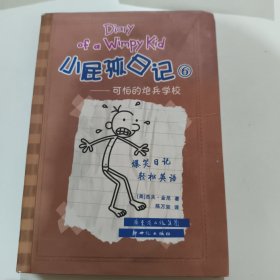 Diary
of a Wimpy Kid
小屁孩日记⑥
——可怕的炮兵学校
爆笑日记
轻松英语
[美]杰夫·金尼 著
陈万如 译
新世纪出版社